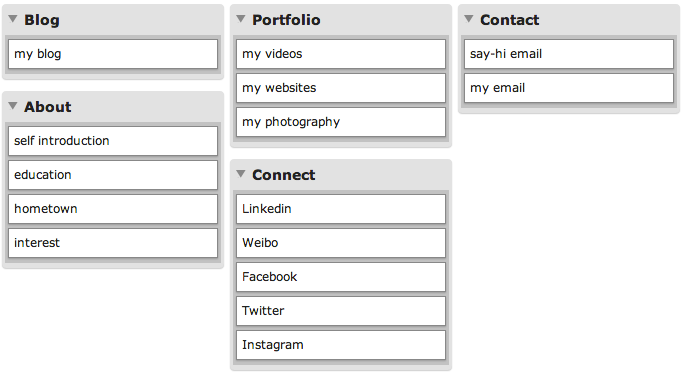 Blog
my blog
About
self introduction
education
hometown
interest
Portfolio
my videos
my websites
my photography
Connect
Linkedin
Weibo
Facebook
Twitter
Instagram
Contact
say-hi email
my email